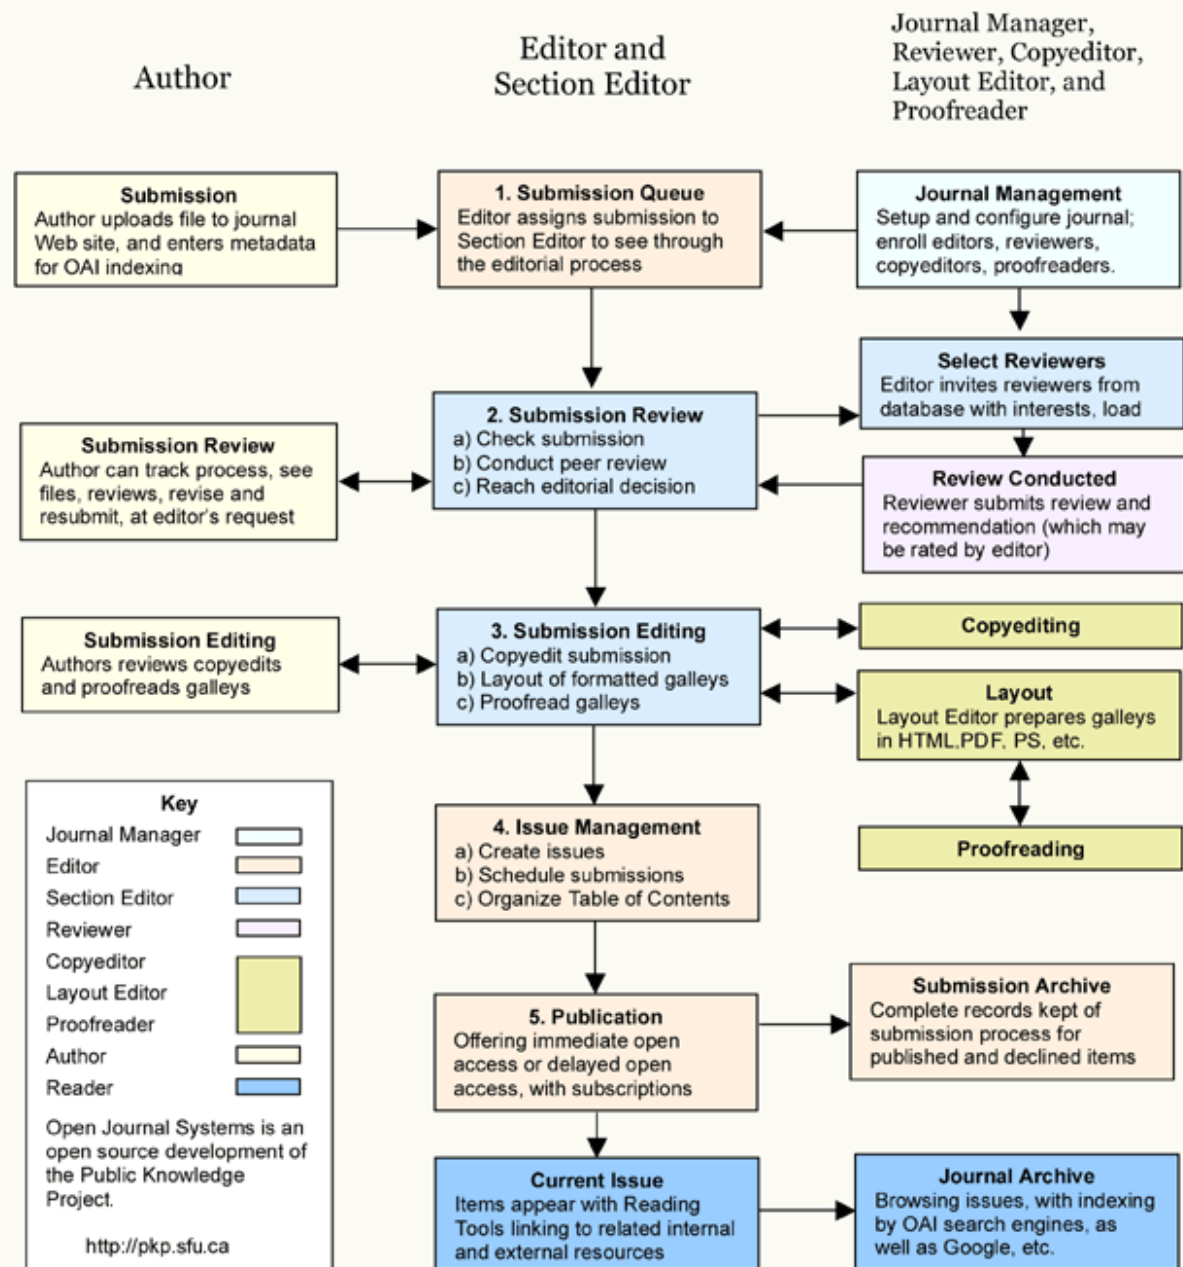 Author
Editor and
Section Editor
Journal Manager,
Reviewer, Copyeditor,
Layout Editor, and
Proofreader
Submission
Author uploads file to journal
Web site, and enters metadata
for OAI indexing
1. Submission Queue
Editor assigns submission to
Section Editor to see through
the editorial process
Journal Management
Setup and configure journal;
enroll editors, reviewers,
copyeditors, proofreaders.
Select Reviewers
Editor invites reviewers from
database with interests, load
Submission Review
Author can track process, see
files, reviews, revise and
resubmit, at editor's request
2. Submission Review
a) Check submission
b) Conduct peer review
c) Reach editorial decision
Review Conducted
Reviewer submits review and
recommendation (which may
be rated by editor)
Submission Editing
Authors reviews copyedits
and proofreads galleys
3. Submission Editing
a) Copyedit submission
b) Layout of formatted galleys
c) Proofread galleys
Copyediting
Layout
Layout Editor prepares galleys
in HTML,PDF, PS, etc.
Proofreading
Key
Journal Manager
Editor
Section Editor
Reviewer
Copyeditor
Layout Editor
Proofreader
Author
Reader
Open Journal Systems is an
open source development of
the Public Knowledge
Project.
http://pkp.sfu.ca
4. Issue Management
a) Create issues
b) Schedule submissions
c) Organize Table of Contents
5. Publication
Offering immediate open
access or delayed open
access, with subscriptions
Submission Archive
Complete records kept of
submission process for
published and declined items
Current Issue
Items appear with Reading
Tools linking to related internal
and external resources
Journal Archive
Browsing issues, with indexing
by OAI search engines, as
well as Google, etc.